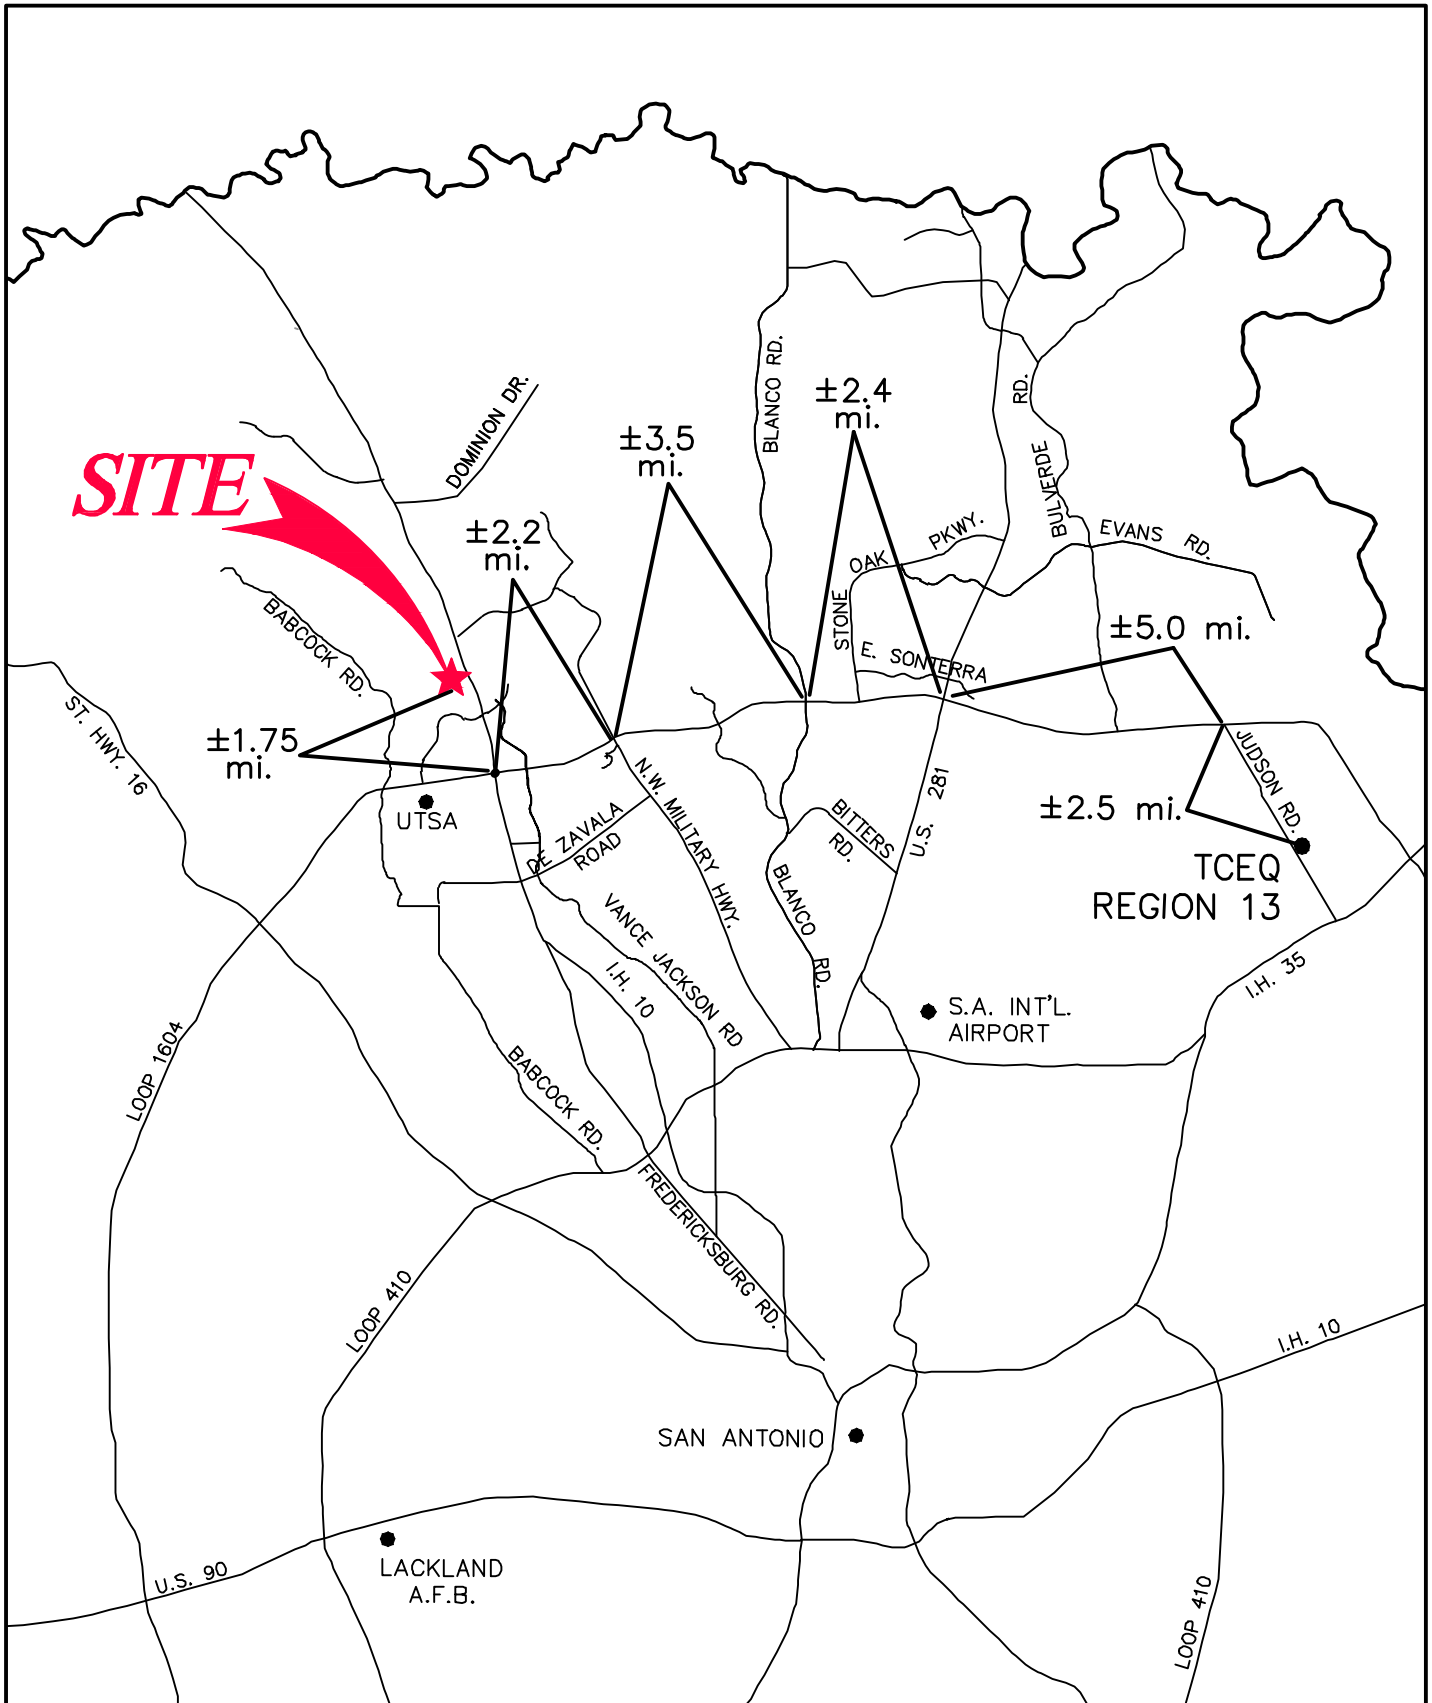 BLANCO RD.
±2.4
mi.
DOMINION DR.
RD.
BULVERDE
±3.5
mi.
SITE
±2.2
mi.
OAK
PKWY.
STONE
EVANS RD.
BABCOCK RD.
±5.0 mi.
E. SONTERRA
ST. HWY. 16
±1.75
mi.
UTSA
N.W. MILITARY HWY.
DE ZAVALA
ROAD
BITTERS
RD.
U.S. 281
JUDSON RD.
±2.5 mi.
TCEQ
REGION 13
BLANCO RD.
VANCE JACKSON RD
I.H. 10
I.H. 35
S.A. INT'L.
AIRPORT
LOOP 1604
BABCOCK RD.
FREDERICKSBURG RD.
LOOP 410
I.H. 10
SAN ANTONIO
LACKLAND
A.F.B.
U.S. 90
LOOP 410